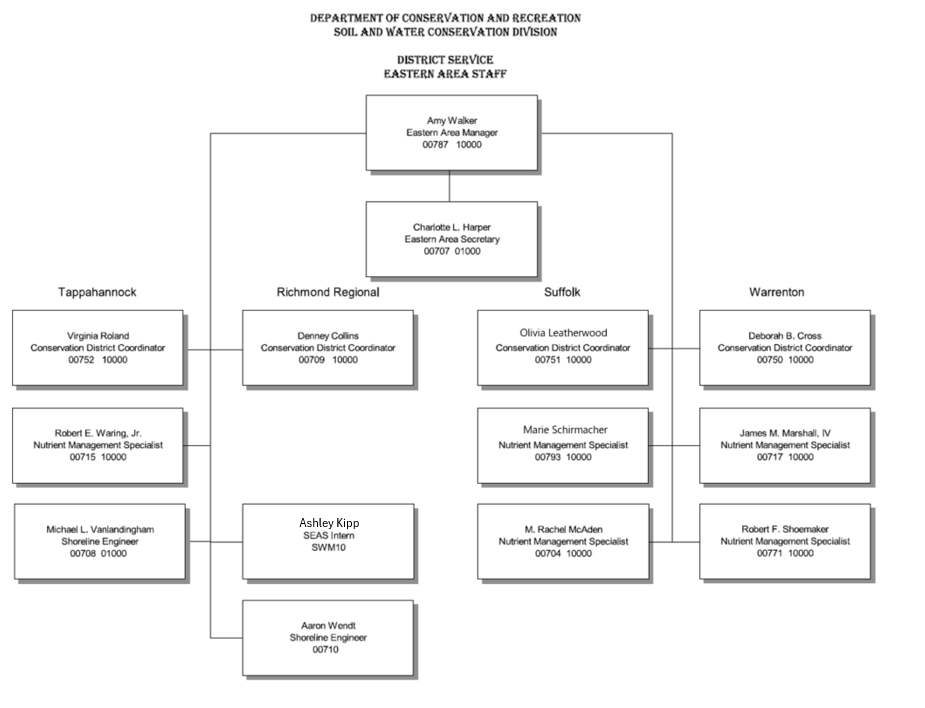 DEPARTMENT OF CONSERVATION AND RECREATION
SOIL AND WATER CONSERVATION DIVISION
DISTRICT SERVICE
EASTERN AREA STAFF
Amy Walker
Eastern Area Manager
00787 10000
Charlotte L. Harper
Eastern Area Secretary
00707 01000
Tappahannock
Virginia Roland
Conservation District Coordinator
00752 10000
Robert E. Waring, Jr.
Nutrient Management Specialist
00715 10000
Michael L. Vanlandingham
Shoreline Engineer
00708 01000
Richmond Regional
Denney Collins
Conservation District Coordinator
00709 10000
Ashley Kipp
SEAS Intern
SWM10
Aaron Wendt
Shoreline Engineer
00710
Suffolk
Olivia Leatherwood
Conservation District Coordinator
00751 10000
Marie Schirmacher
Nutrient Management Specialist
00793 10000
M. Rachel McAden
Nutrient Management Specialist
00704 10000
Warrenton
Deborah B. Cross
Conservation District Coordinator
00750 10000
James M. Marshall, IV
Nutrient Management Specialist
00717 10000
Robert F. Shoemaker
Nutrient Management Specialist
00771 10000